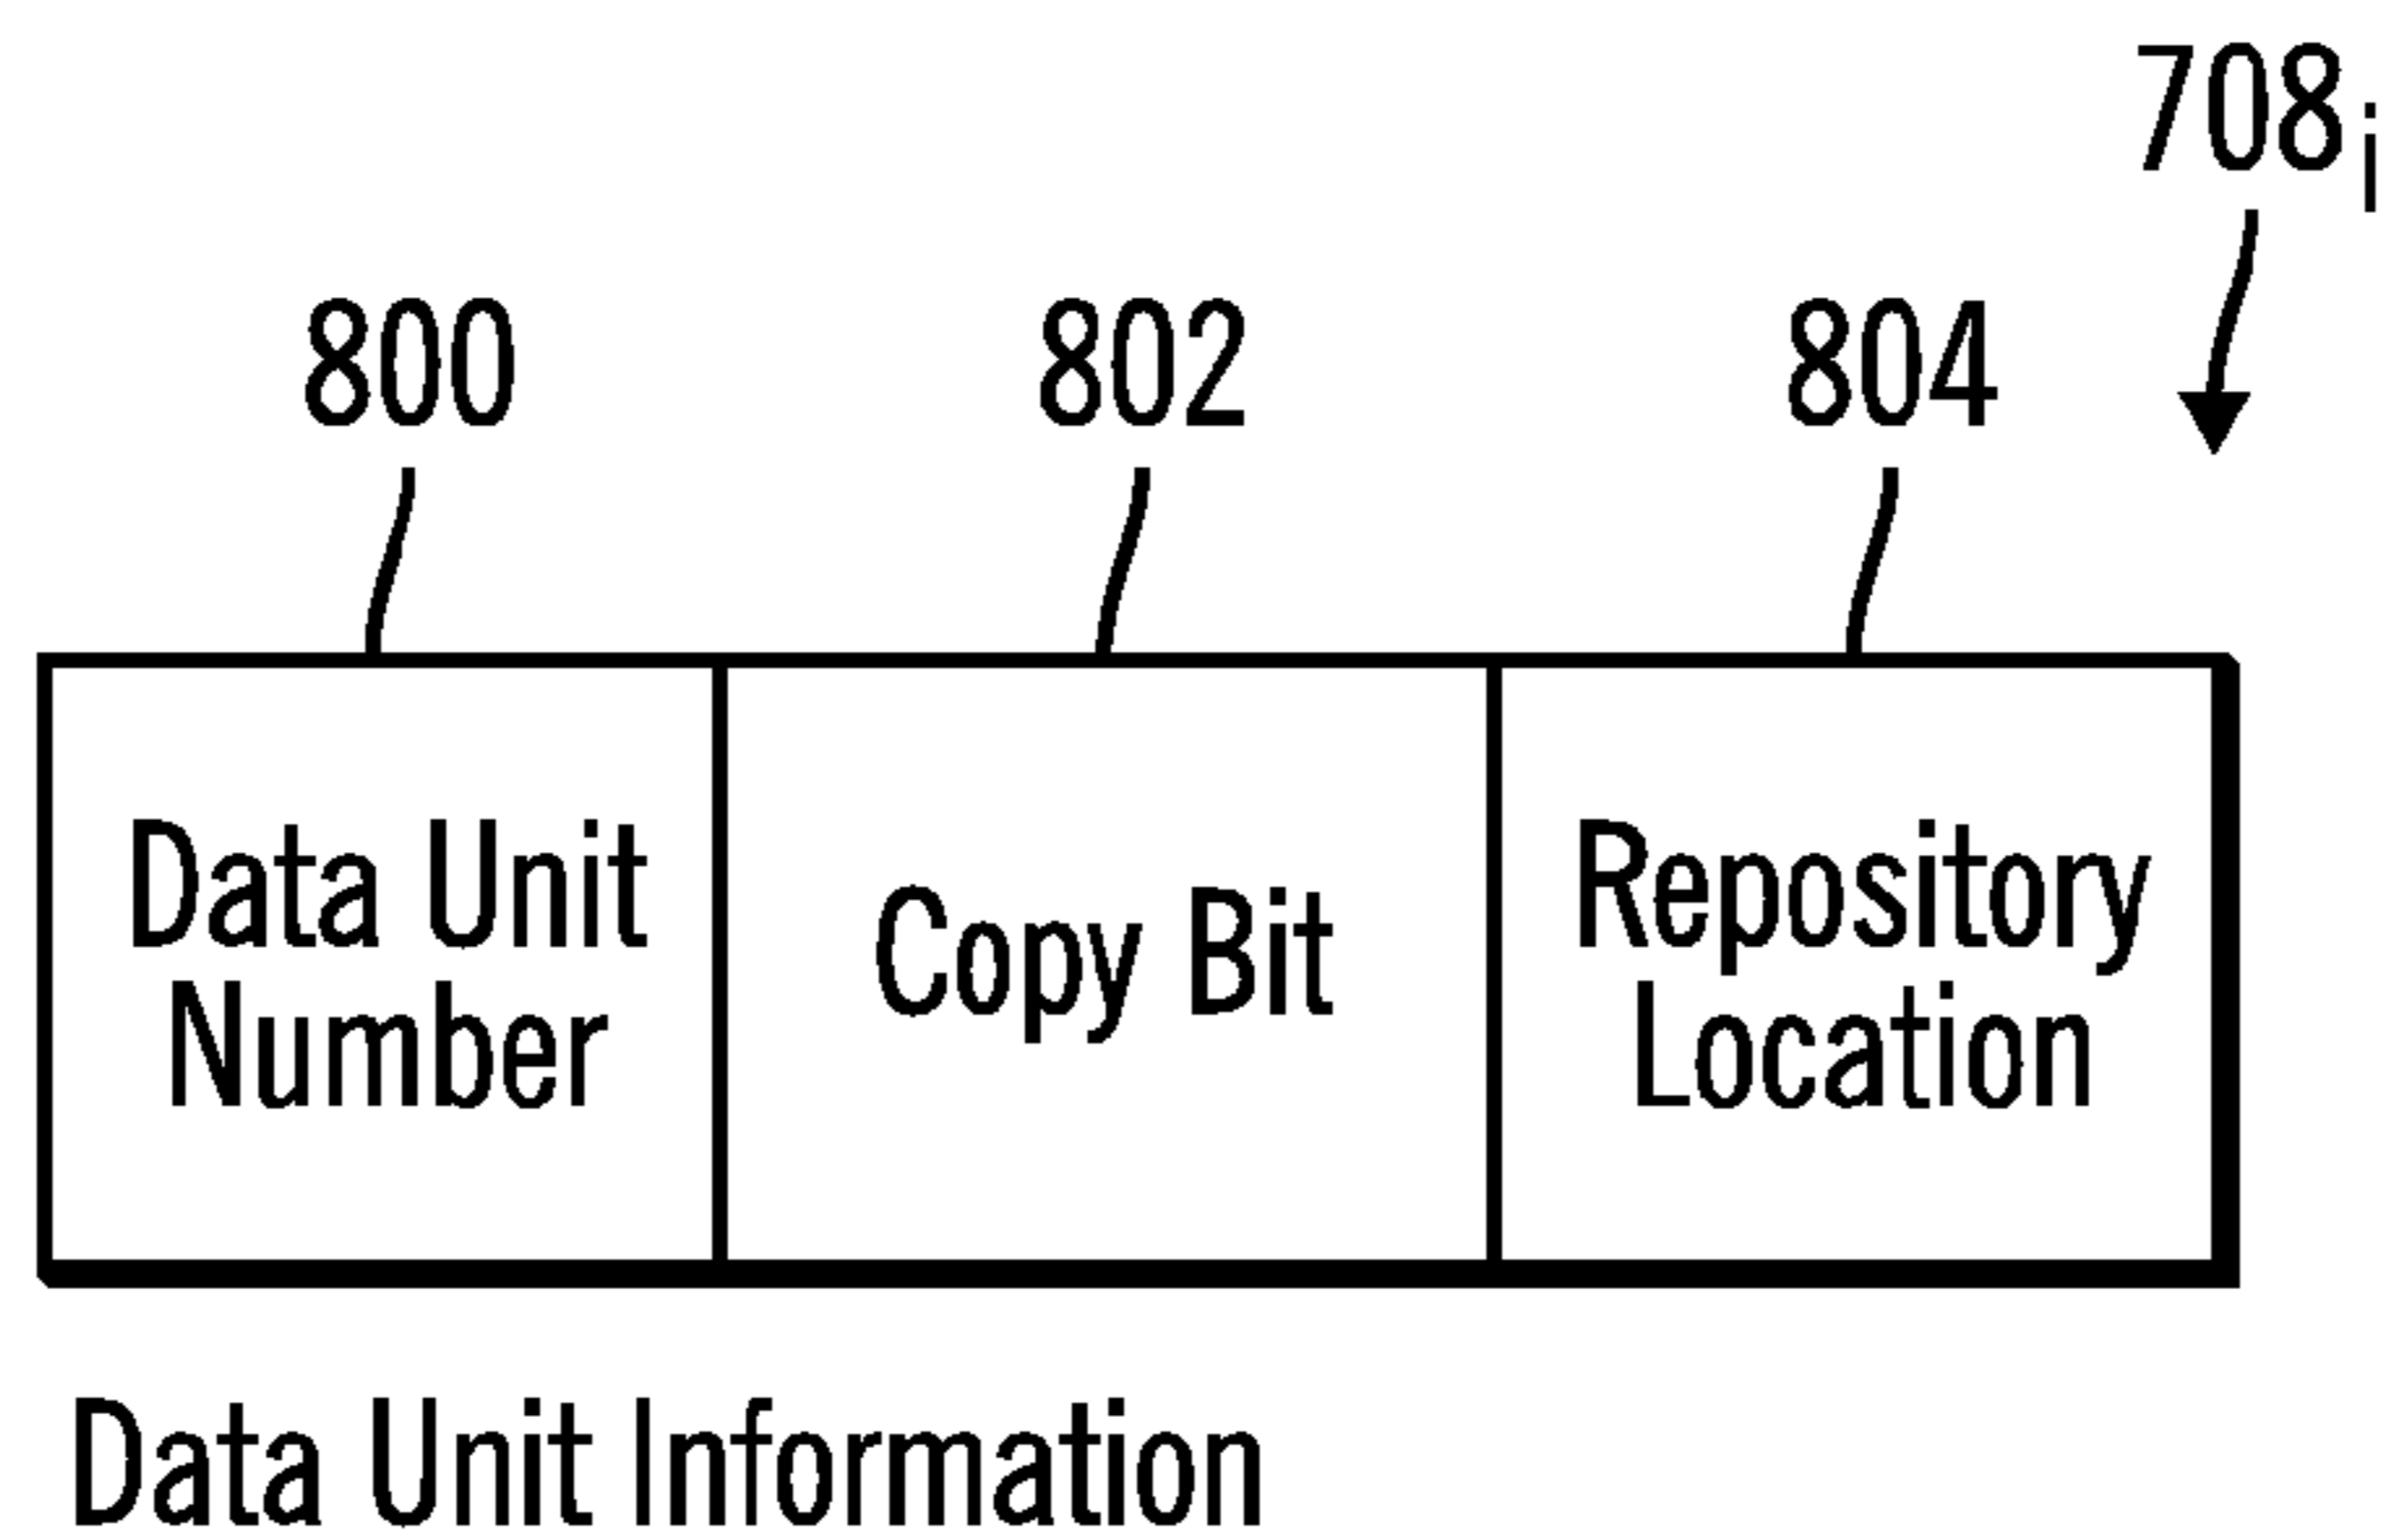 708i
800 802 804
Data Unit Number
Copy Bit
Repository Location
Data Unit Information